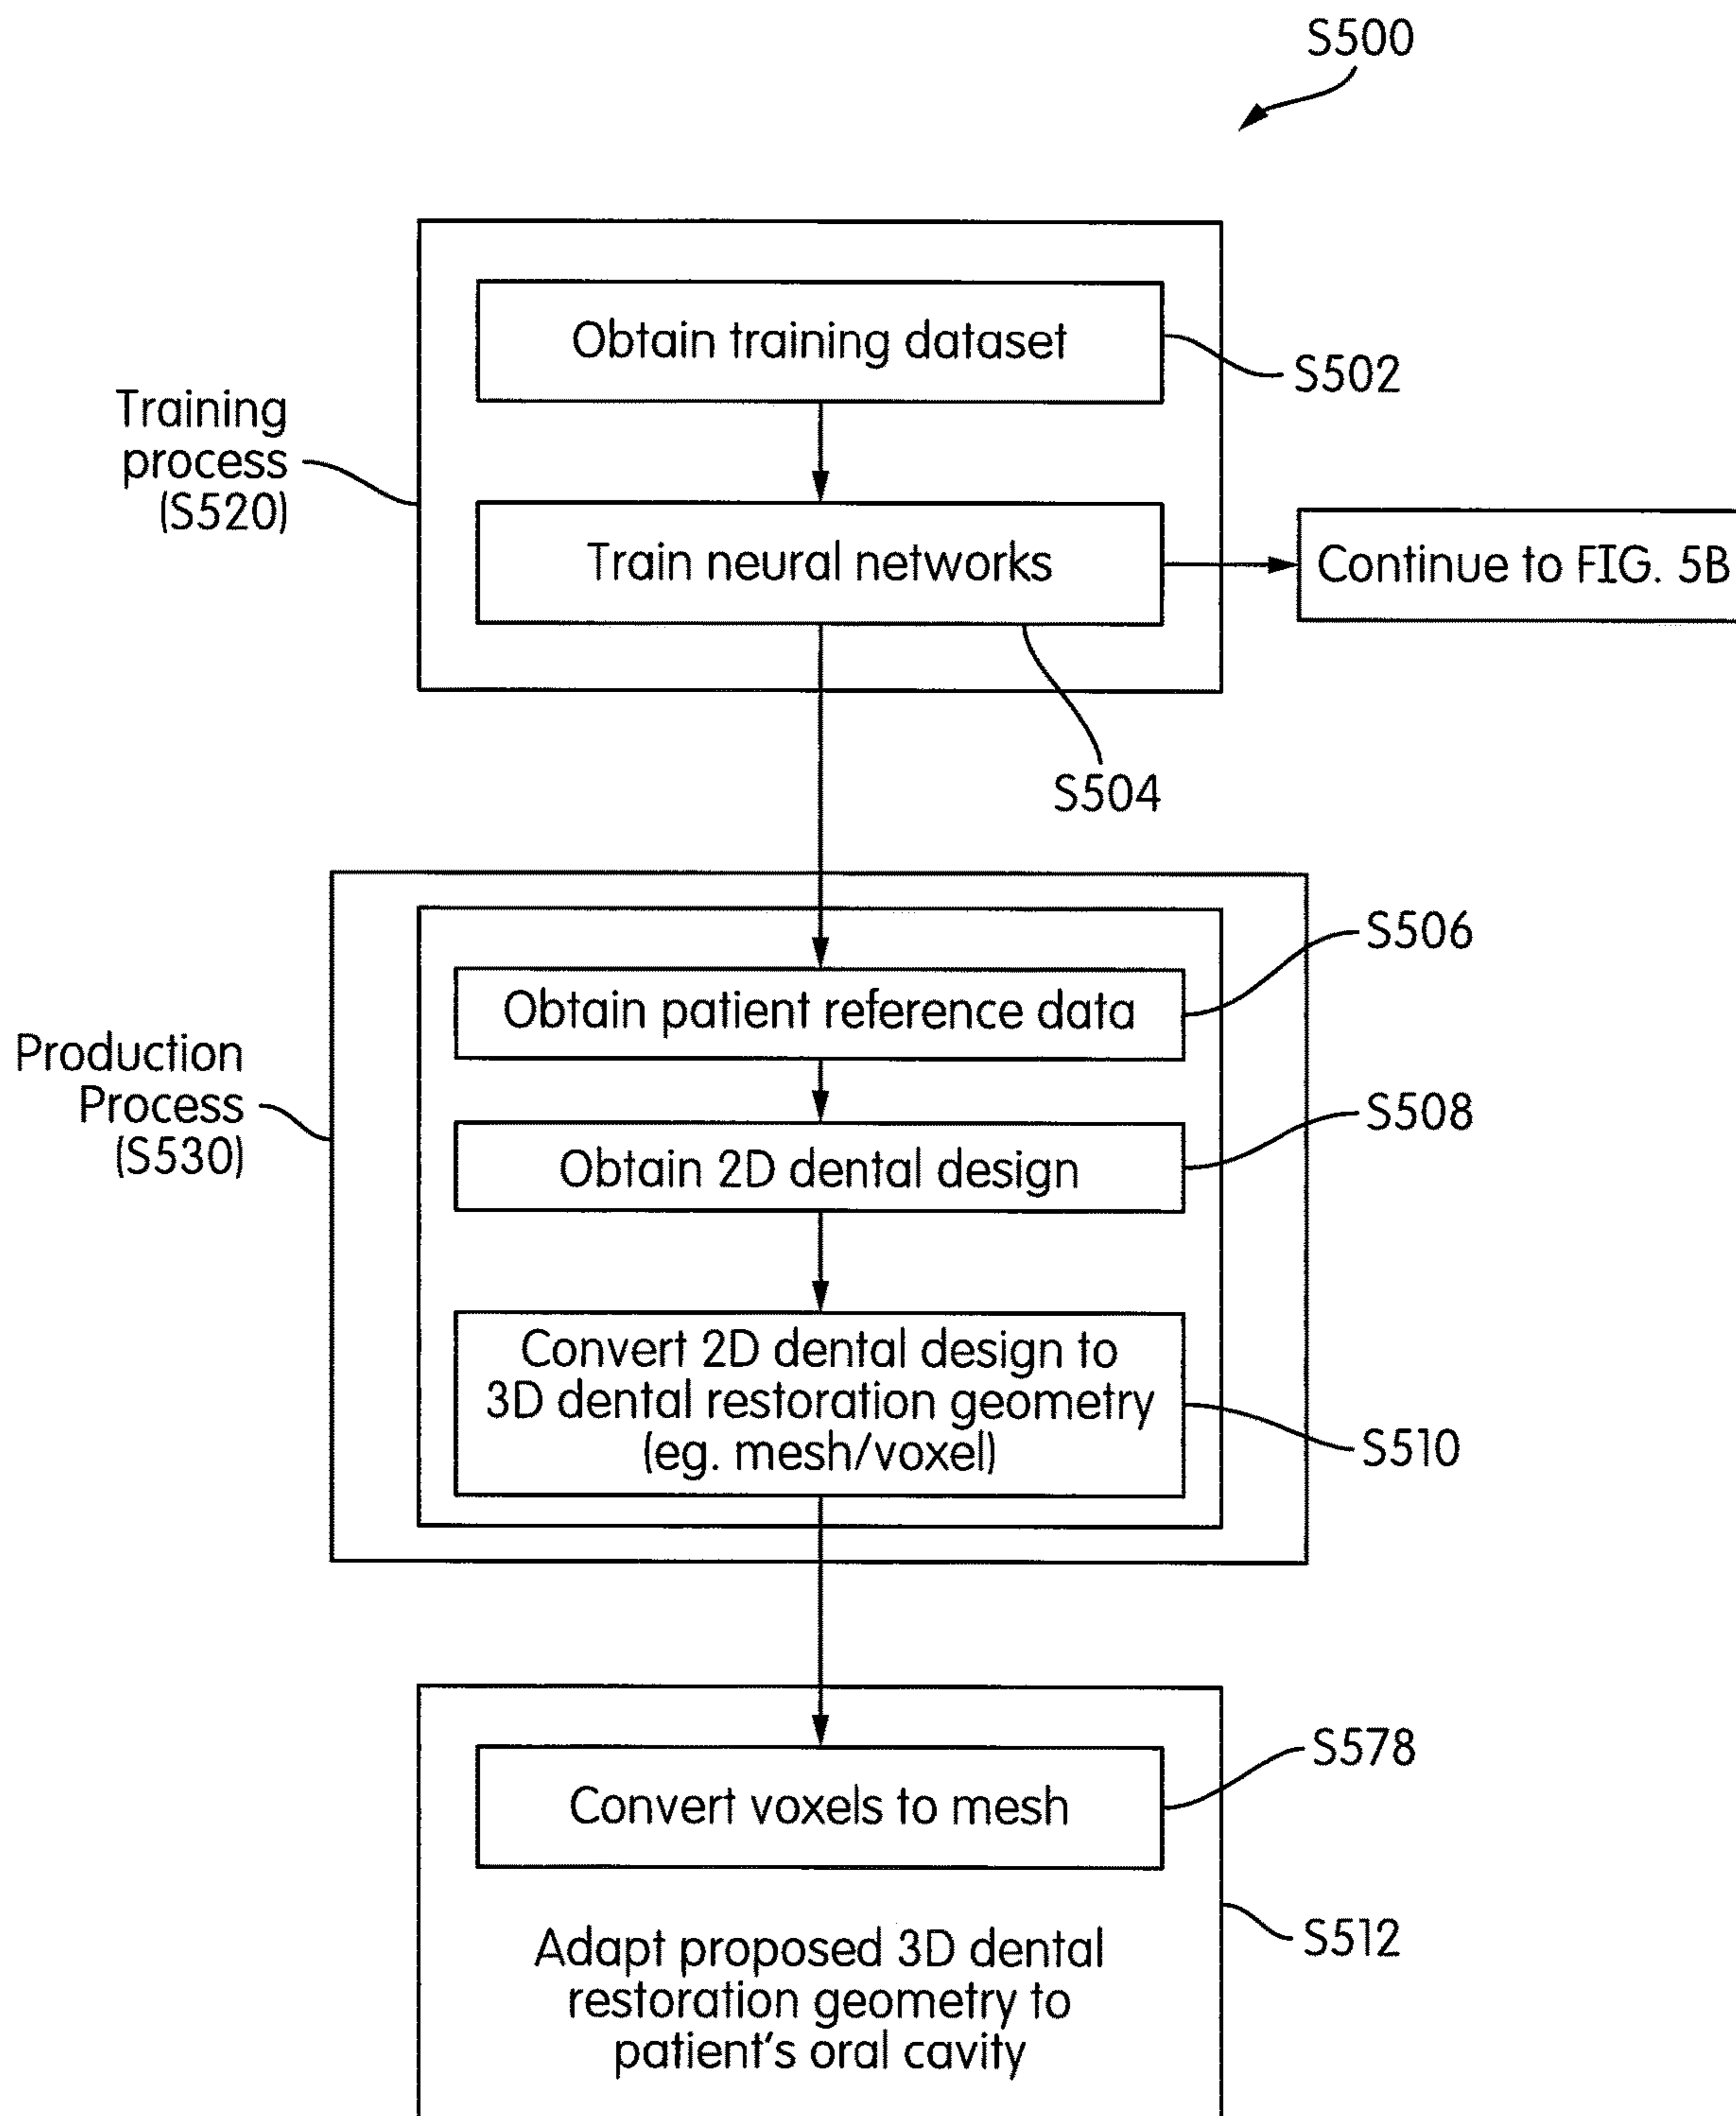 S500
Obtain training dataset
S502
Training
process
(S520)
Train neural networks
Continue to FIG. 5B
S504
S506
Obtain patient reference data
Production
Process
(S530)
S508
Obtain 2D dental design
Convert 2D dental design to
3D dental restoration geometry
(eg. mesh/voxel)
S510
S578
Convert voxels to mesh
S512
Adapt proposed 3D dental
restoration geometry to
patient's oral cavity